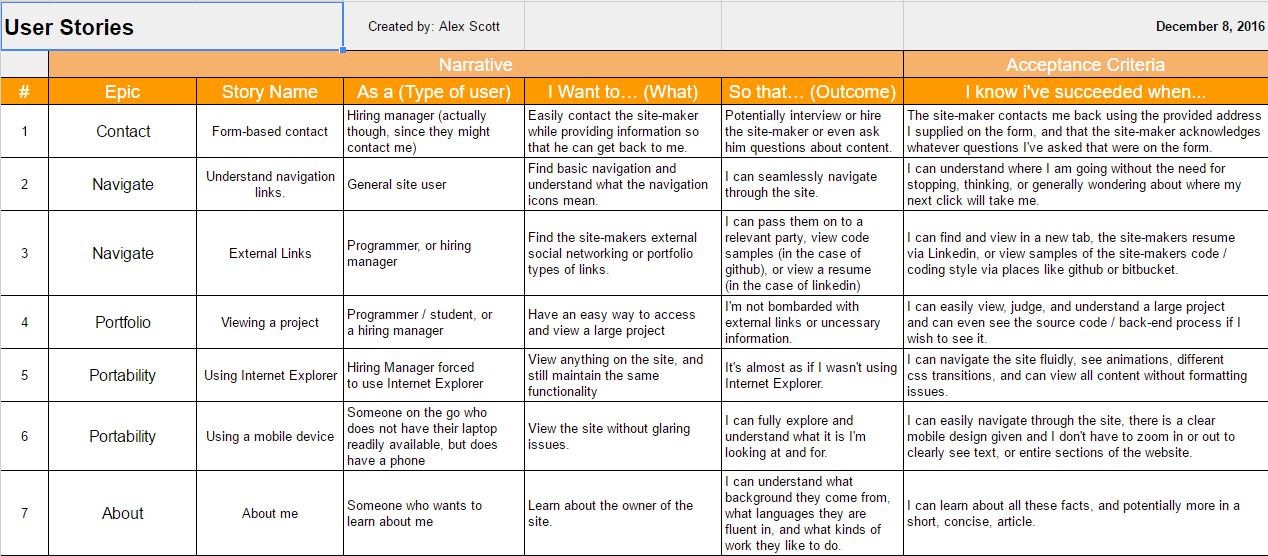 User Stories
Created by: Alex Scott
December 8, 2016
Narrative
Acceptance Criteria
#
Epic
Story Name
As a (Type of user)
I Want to... (What)
So that... (Outcome)
I know i've succeeded when...
1
Contact
Form-based contact
Hiring manager (actually
though, since they might
contact me)
Easily contact the site-maker
while providing information so
that he can get back to me.
Potentially interview or hire
the site-maker or even ask
him questions about content.
The site-maker contacts me back using the provided address
I supplied on the form, and that the site-maker acknowledges
whatever questions I've asked that were on the form.
2
Navigate
Understand navigation
links.
General site user
Find basic navigation and
understand what the navigation
icons mean.
I can seamlessly navigate
through the site.
I can understand where I am going without the need for
stopping, thinking, or generally wondering about where my
next click will take me.
3
Navigate
External Links
Programmer, or hiring
manager
Find the site-makers external
social networking or portfolio
types of links.
I can pass them on to a
relevant party, view code
samples (in the case of
github), or view a resume
(in the case of linkedin)
I can find and view in a new tab, the site-makers resume
via Linkedin, or view samples of the site-makers code /
coding style via places like github or bitbucket.
4
Portfolio
Viewing a project
Programmer / student, or
a hiring manager
Have an easy way to access
and view a large project
I'm not bombarded with
external links or uncessary
information.
I can easily view, judge, and understand a large project
and can even see the source code / back-end process if I
wish to see it.
5
Portability
Using Internet Explorer
Hiring Manager forced
to use Internet Explorer
View anything on the site, and
still maintain the same
functionality
It's almost as if I wasn't using
Internet Explorer.
I can navigate the site fluidly, see animations, different
css transitions, and can view all content without formatting
issues.
6
Portability
Using a mobile device
Someone on the go who
does not have their laptop
readily available, but does
have a phone
View the site without glaring
issues.
I can fully explore and
understand what it is I'm
looking at and for.
I can easily navigate through the site, there is a clear
mobile design given and I don't have to zoom in or out to
clearly see text, or entire sections of the website.
7
About
About me
Someone who wants to
learn about me
Learn about the owner of the
site.
I can understand what
background they come from,
what languages they are
fluent in, and what kinds of
work they like to do.
I can learn about all these facts, and potentially more in a
short, concise, article.